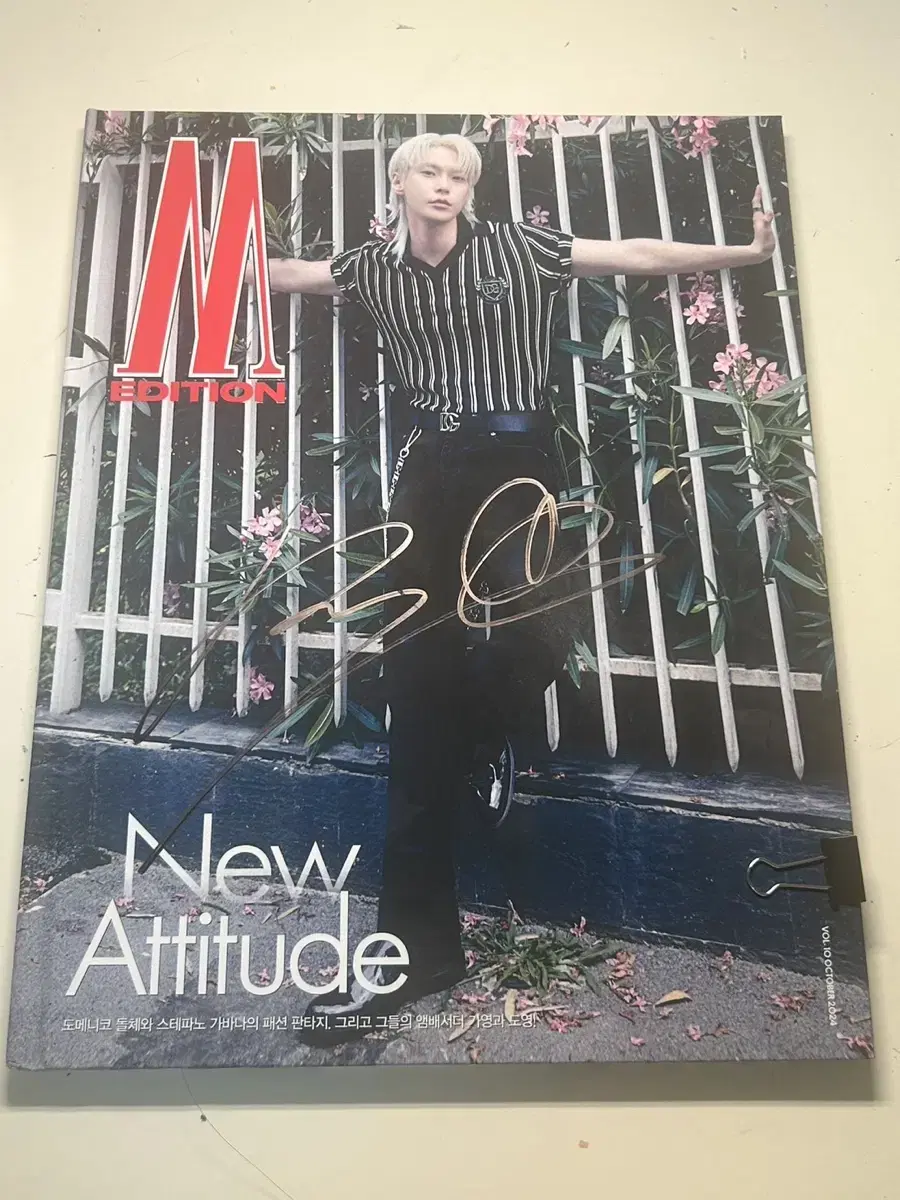 M
EDITION
DG
DG
New
Attitude
도메니코 돌체와 스테파노 가바나의 패션 판타지, 그리고 그들의 앰배서더 가영과 도영!
VOL.10 OCTOBER 2024